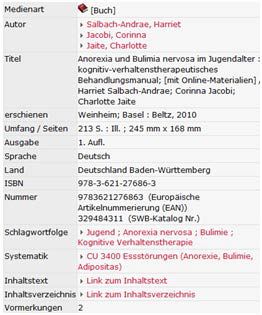 Medienart [Buch]
Autor Salbach-Andrae, Harriet
Jacobi, Corinna
Jaite, Charlotte
Titel Anorexia und Bulimia nervosa im Jugendalter :
kognitiv-verhaltenstherapeutisches
Behandlungsmanual; [mit Online-Materialien] ,
Harriet Salbach-Andrae; Corinna Jacobi;
Charlotte Jaite
erschienen Weinheim; Basel : Beltz, 2010
Umfang / Seiten 213 S. : Ill. ; 245 mm x 168 mm
Ausgabe 1. Aufl.
Sprache Deutsch
Land Deutschland Baden-Württemberg
ISBN 978-3-621-27686-3
Nummer 9783621276863 (Europäische
Artikelnummerierung (EAN))
329484311 (SWB-Katalog Nr.)
Schlagwortfolge Jugend ; Anorexia nervosa ; Bulimie ;
Kognitive Verhaltenstherapie
Systematik CU 3400 Essstörungen (Anorexie, Bulimie,
Adipositas)
Inhaltstext Link zum Inhaltstext
Inhaltsverzeichnis Link zum Inhaltsverzeichnis
Vormerkungen 2